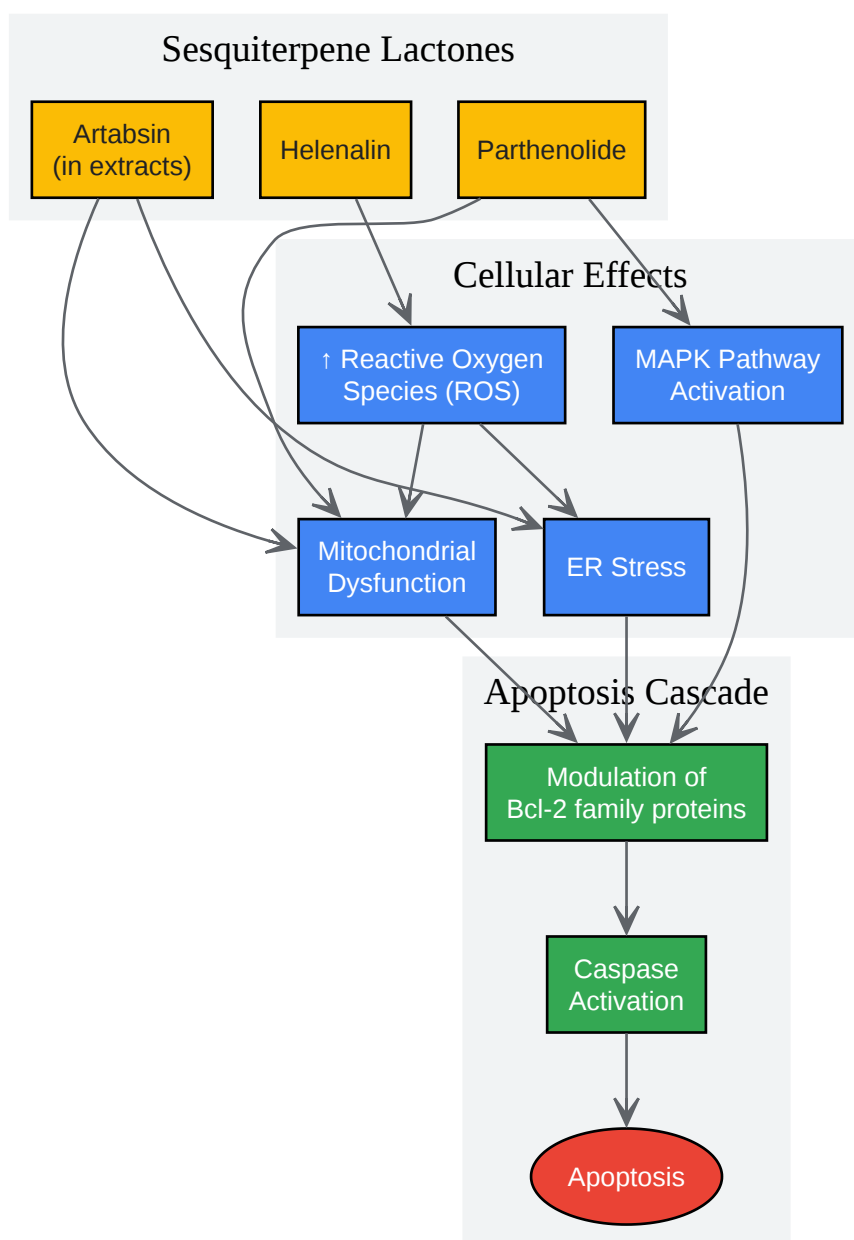 Sesquiterpene Lactones
Artabsin
(in extracts)
Helenalin
Parthenolide
Cellular Effects
↑ Reactive Oxygen
Species (ROS)
MAPK Pathway
Activation
Mitochondrial
Dysfunction
ER Stress
Apoptosis Cascade
Modulation of
Bcl-2 family proteins
Caspase
Activation
Apoptosis